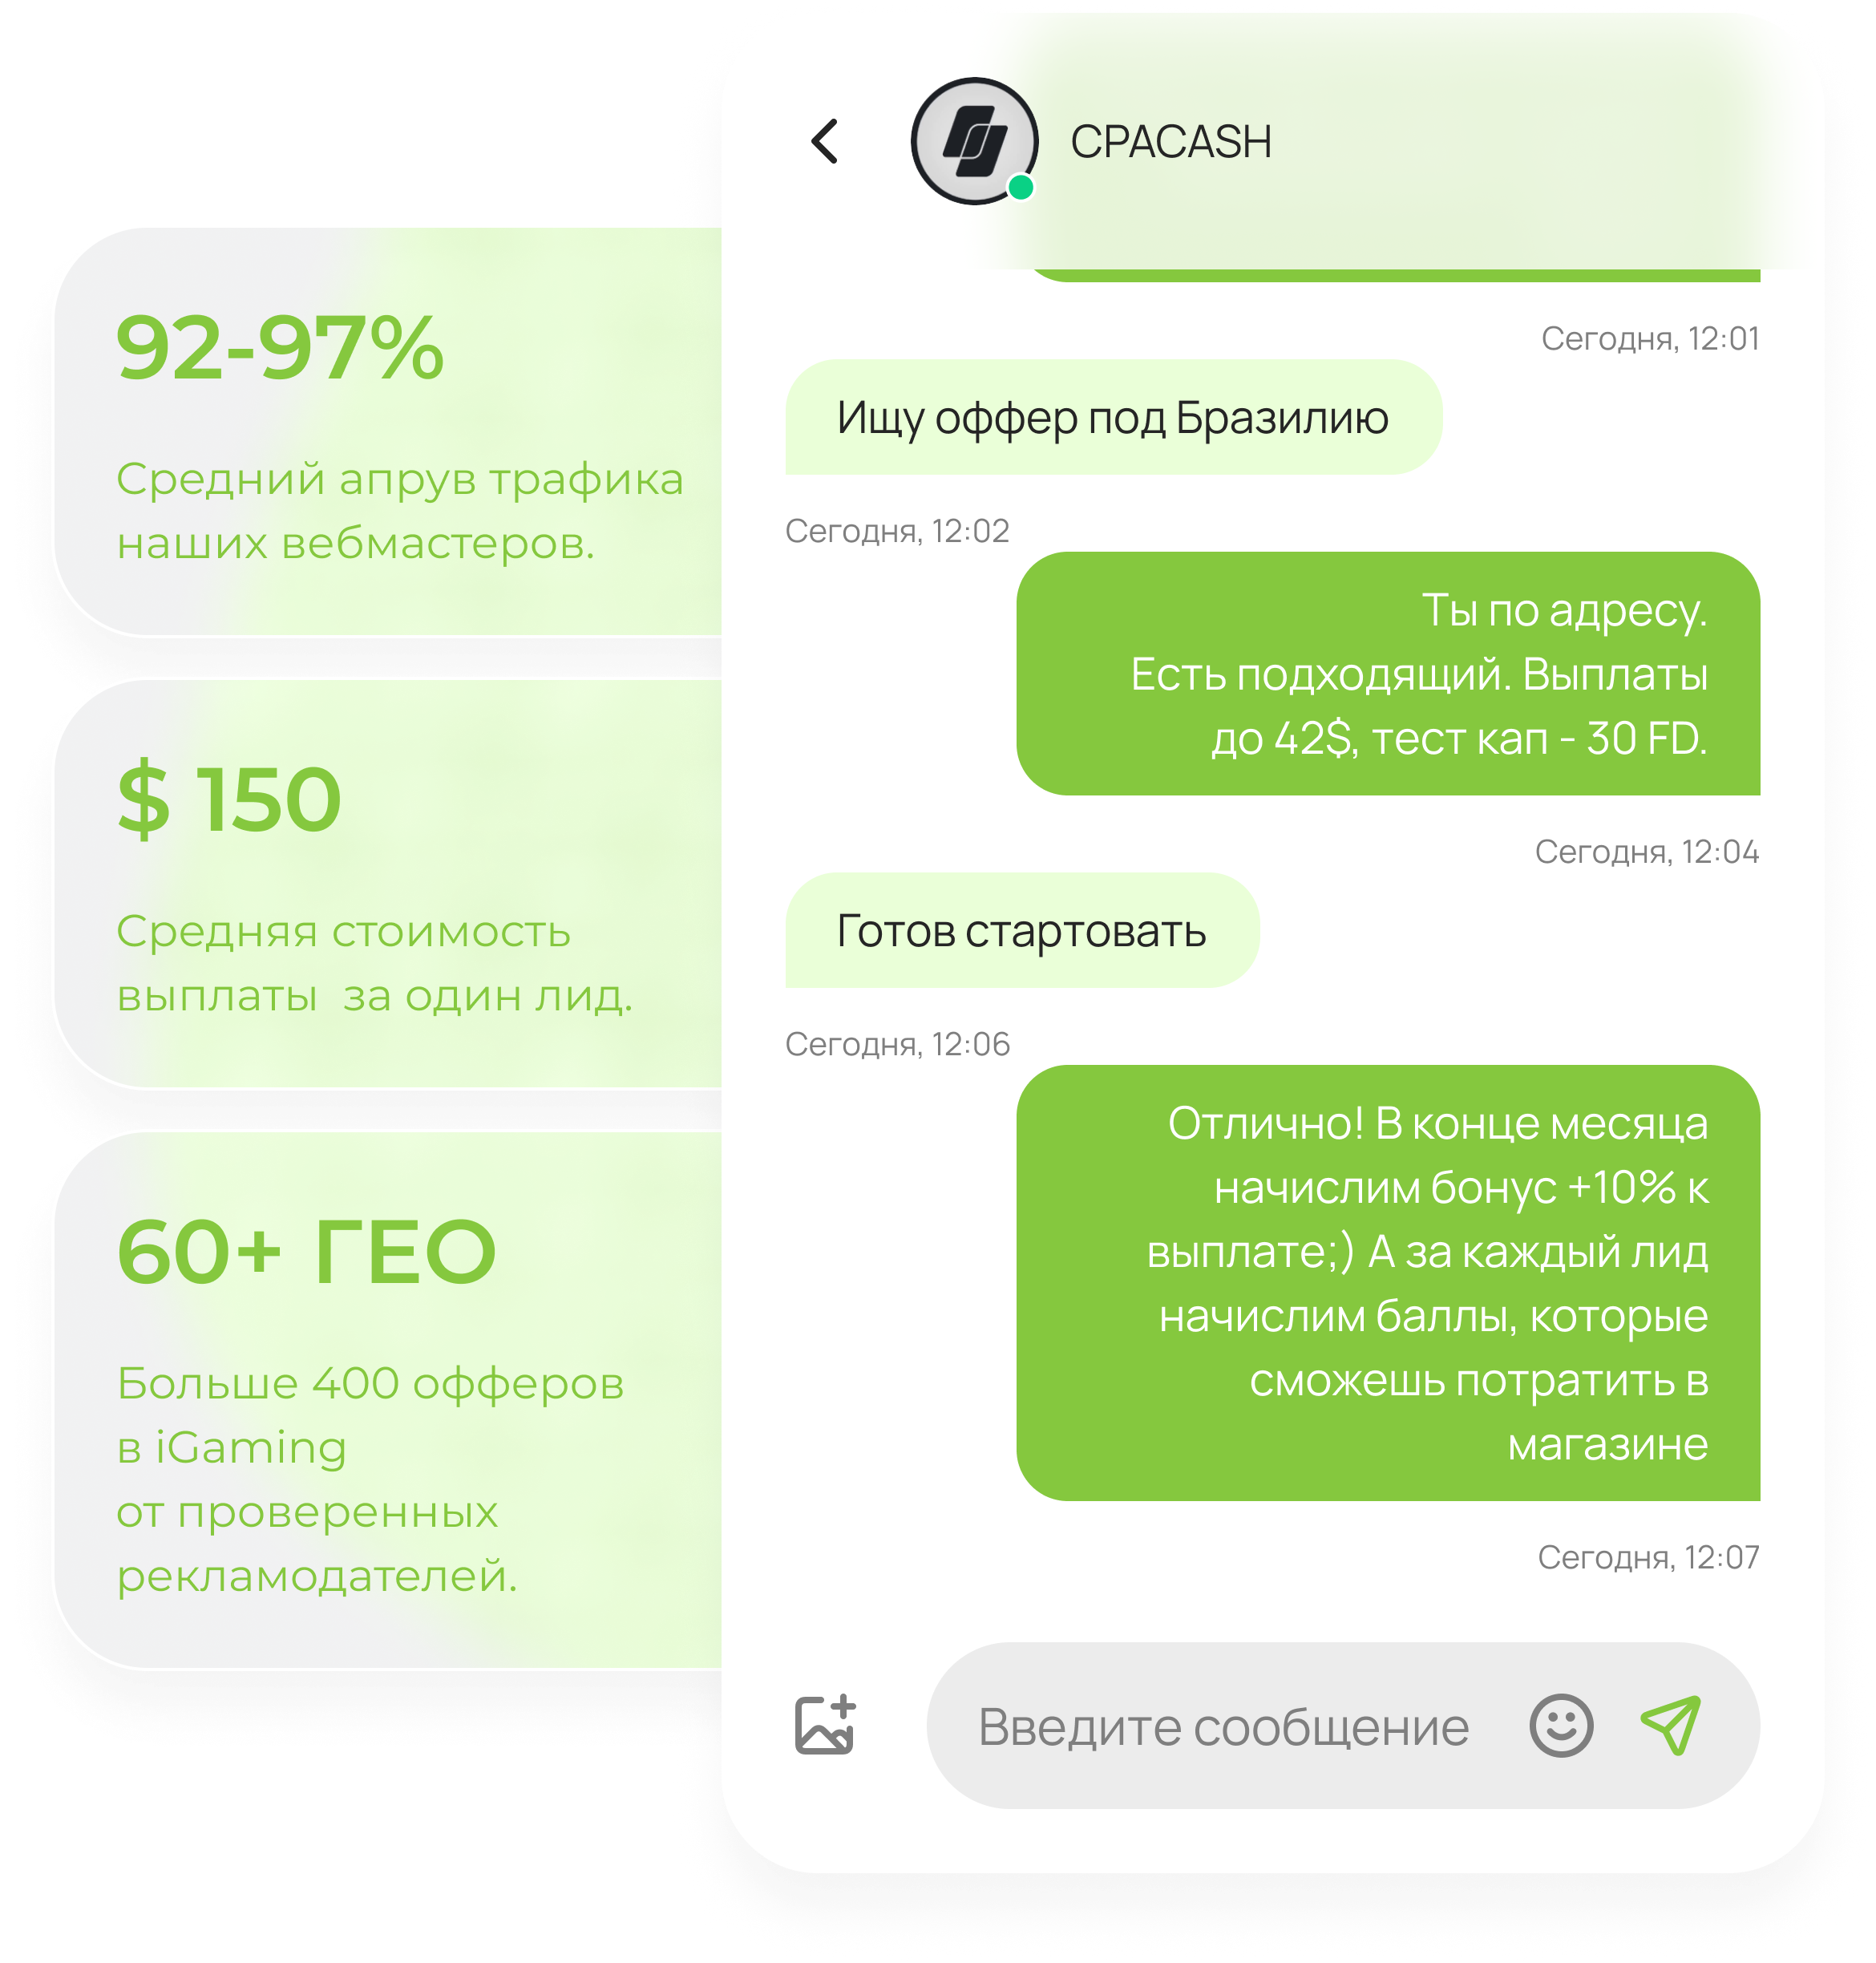 92-97%
Средний апрув трафика
наших вебмастеров.
$ 150
Средняя стоимость
выплаты  за один лид.
60+ ГЕО
Больше 400 офферов
в iGaming
от проверенных
рекламодателей.
CPACASH
Сегодня, 12:01
Ищу оффер под Бразилию
Сегодня, 12:02
Ты по адресу.
Есть подходящий. Выплаты
до 42$, тест кап - 30 FD.
Сегодня, 12:04
Готов стартовать
Сегодня, 12:06
Отлично! В конце месяца
начислим бонус +10% к
выплате;) А за каждый лид
начислим баллы, которые
сможешь потратить в
магазине
Сегодня, 12:07
Введите сообщение